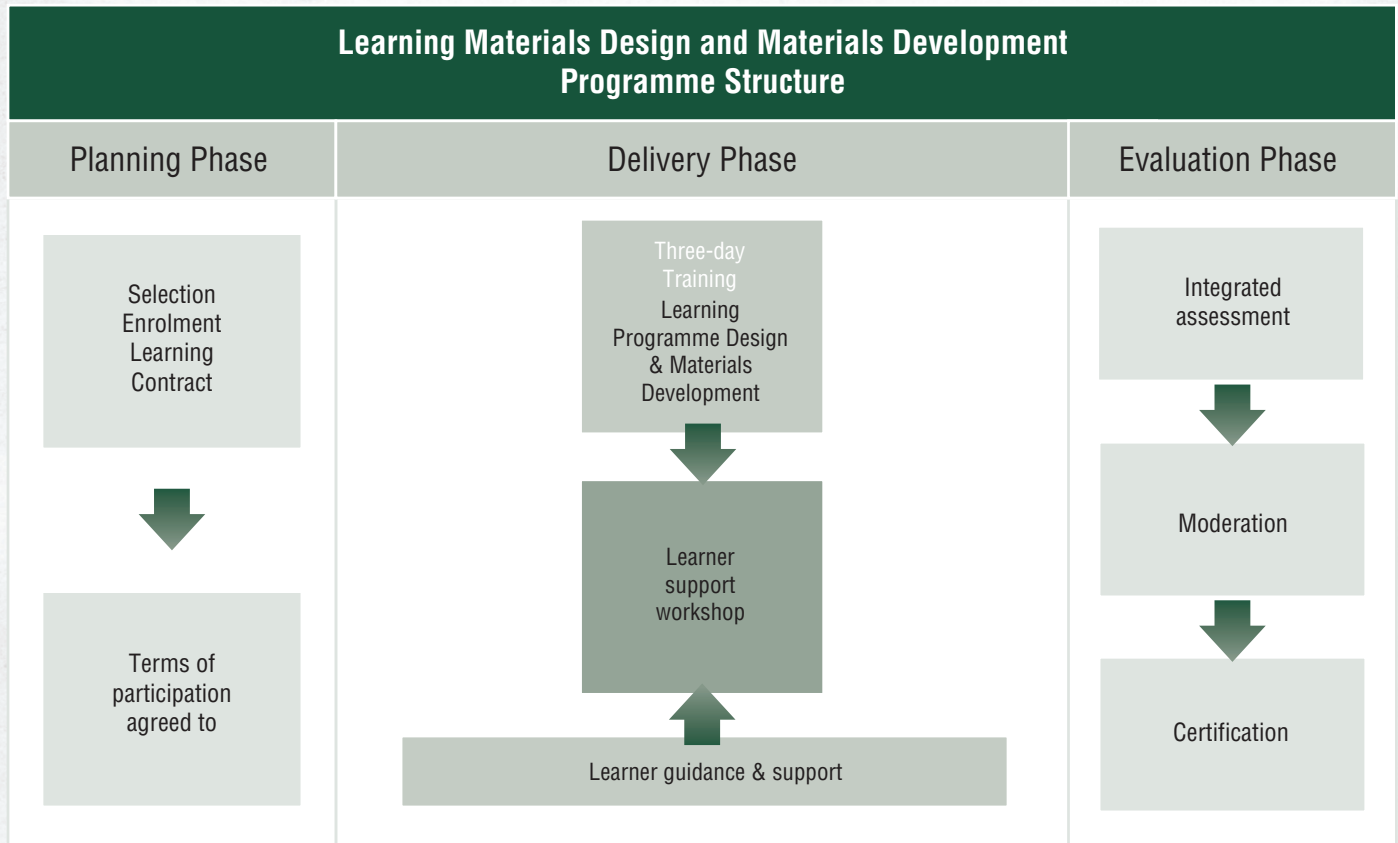 Learning Materials Design and Materials Development
Programme Structure
Planning Phase
Delivery Phase
Evaluation Phase
Selection
Enrolment
Learning
Contract
Terms of
participation
agreed to
Three-day
Training
Learning
Programme Design
& Materials
Development
Learner
support
workshop
Learner guidance & support
Integrated
assessment
Moderation
Certification